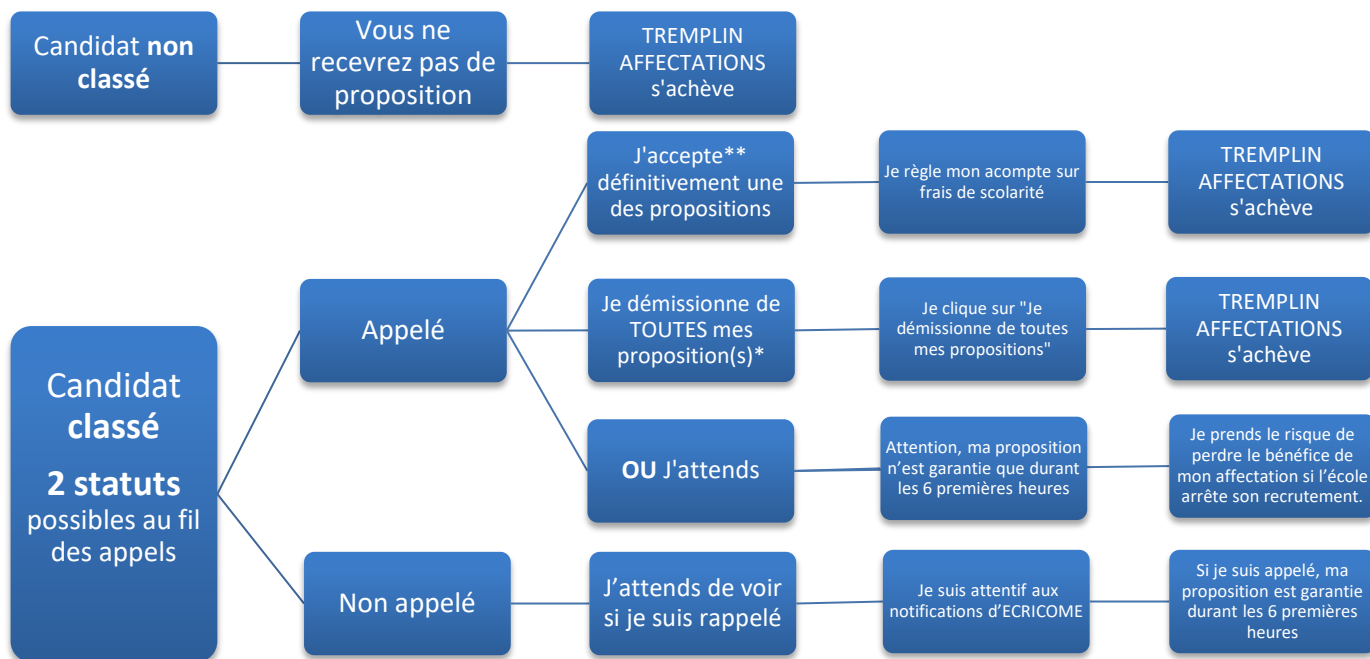 Candidat non
classé
Vous ne
recevrez pas de
proposition
TREMPLIN
AFFECTATIONS
s'achève
Candidat
classé
2 statuts
possibles au fil
des appels
Appelé
J'accepte**
définitivement une
des propositions
Je règle mon acompte sur
frais de scolarité
TREMPLIN
AFFECTATIONS
s'achève
Je démissionne de
TOUTES mes
proposition(s)*
Je clique sur "Je
démissionne de toutes
mes propositions"
TREMPLIN
AFFECTATIONS
s'achève
OU J'attends
Attention, ma proposition
n’est garantie que durant
les 6 premières heures
Je prends le risque de
perdre le bénéfice de
mon affectation si l’école
arrête son recrutement.
Non appelé
J’attends de voir
si je suis rappelé
Je suis attentif aux
notifications d’ECRICOME
Si je suis appelé, ma
proposition est garantie
durant les 6 premières
heures